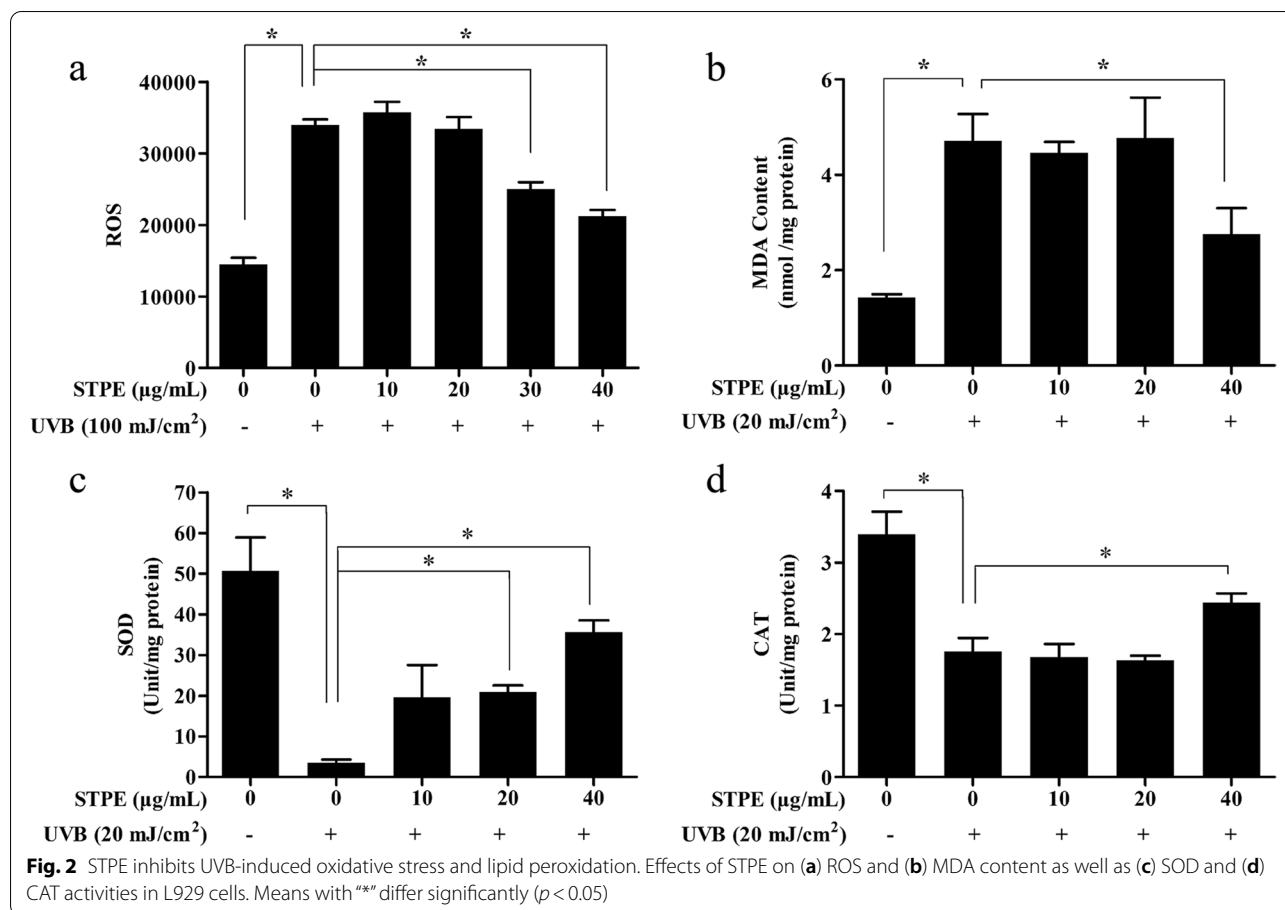 a
* * *
*
40000
30000
20000
10000
0
ROS
STPE (µg/mL) 0 0 10 20 30 40
UVB (100 mJ/cm²) - + + + + +
b
* *
6
4
2
0
MDA Content
(nmol /mg protein)
STPE (µg/mL) 0 0 10 20 40
UVB (20 mJ/cm²) - + + + +
c
*
*
*
70
60
50
40
30
20
10
0
SOD
(Unit/mg protein)
STPE (µg/mL) 0 0 10 20 40
UVB (20 mJ/cm²) - + + + +
d
*
*
4
3
2
1
0
CAT
(Unit/mg protein)
STPE (µg/mL) 0 0 10 20 40
UVB (20 mJ/cm²) - + + + +
Fig. 2 STPE inhibits UVB-induced oxidative stress and lipid peroxidation. Effects of STPE on (a) ROS and (b) MDA content as well as (c) SOD and (d)
CAT activities in L929 cells. Means with “*” differ significantly (p < 0.05)